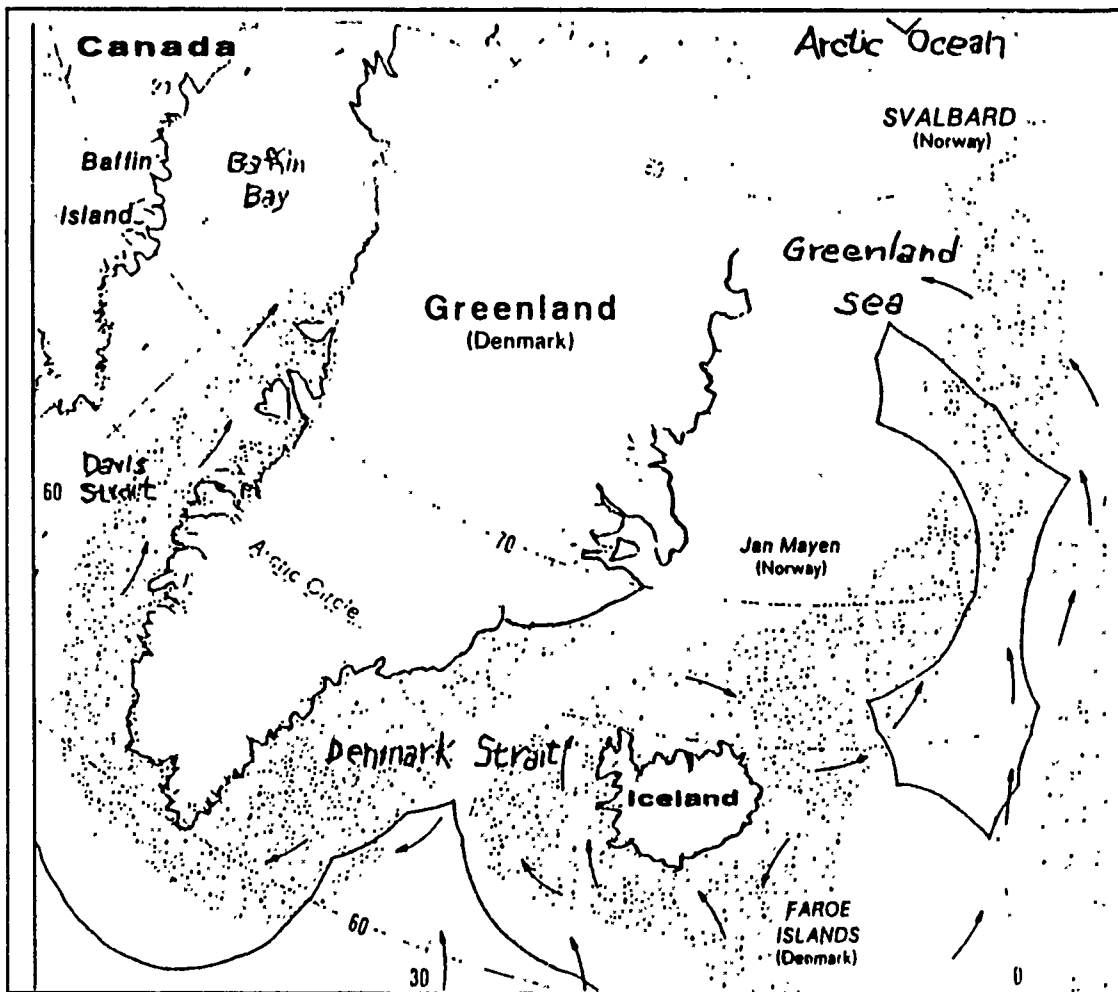 Canada
Arctic Ocean
SVALBARD
(Norway)
Baffin
Island
Baffin
Bay
Greenland
sea
Greenland
(Denmark)
Davis
Strait
60
Arctic Circle
70
Jan Mayen
(Norway)
Denmark Strait
Iceland
FAROE
ISLANDS
(Denmark)
60
30
0